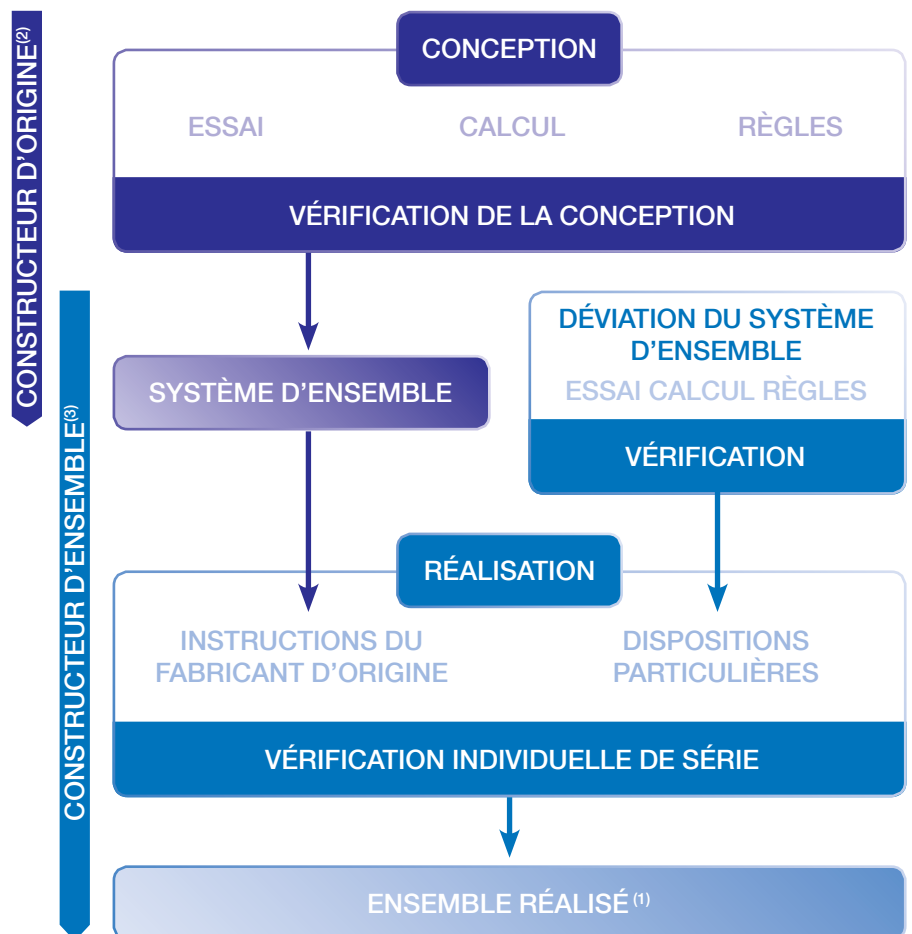 CONSTRUCTEUR D'ORIGINE(2)
CONCEPTION
ESSAI CALCUL RÈGLES
VÉRIFICATION DE LA CONCEPTION
CONSTRUCTEUR D'ENSEMBLE(3)
DÉVIATION DU SYSTÈME
D'ENSEMBLE
ESSAI CALCUL RÈGLES
VÉRIFICATION
SYSTÈME D'ENSEMBLE
RÉALISATION
INSTRUCTIONS DU
FABRICANT D'ORIGINE
DISPOSITIONS
PARTICULIÈRES
VÉRIFICATION INDIVIDUELLE DE SÉRIE
ENSEMBLE RÉALISÉ (1)